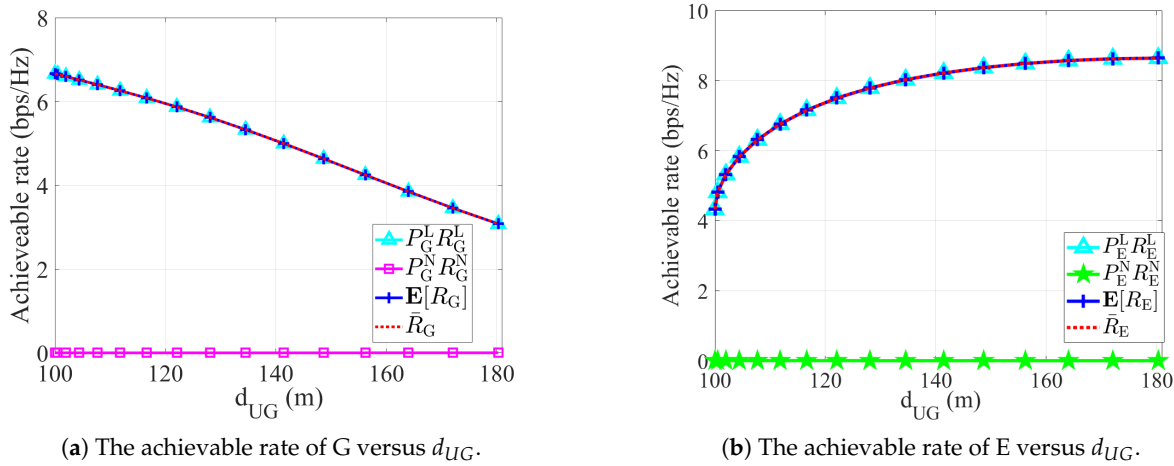 8
6
4
2
0
Achieveable rate (bps/Hz)
100 120 140 160 180
d_UG (m)
P_G^L R_G^L
P_G^N R_G^N
E[R_G]
R̄_G
(a) The achievable rate of G versus d_UG.
10
8
6
4
2
0
Achievable rate (bps/Hz)
100 120 140 160 180
d_UG (m)
P_E^L R_E^L
P_E^N R_E^N
E[R_E]
R̄_E
(b) The achievable rate of E versus d_UG.